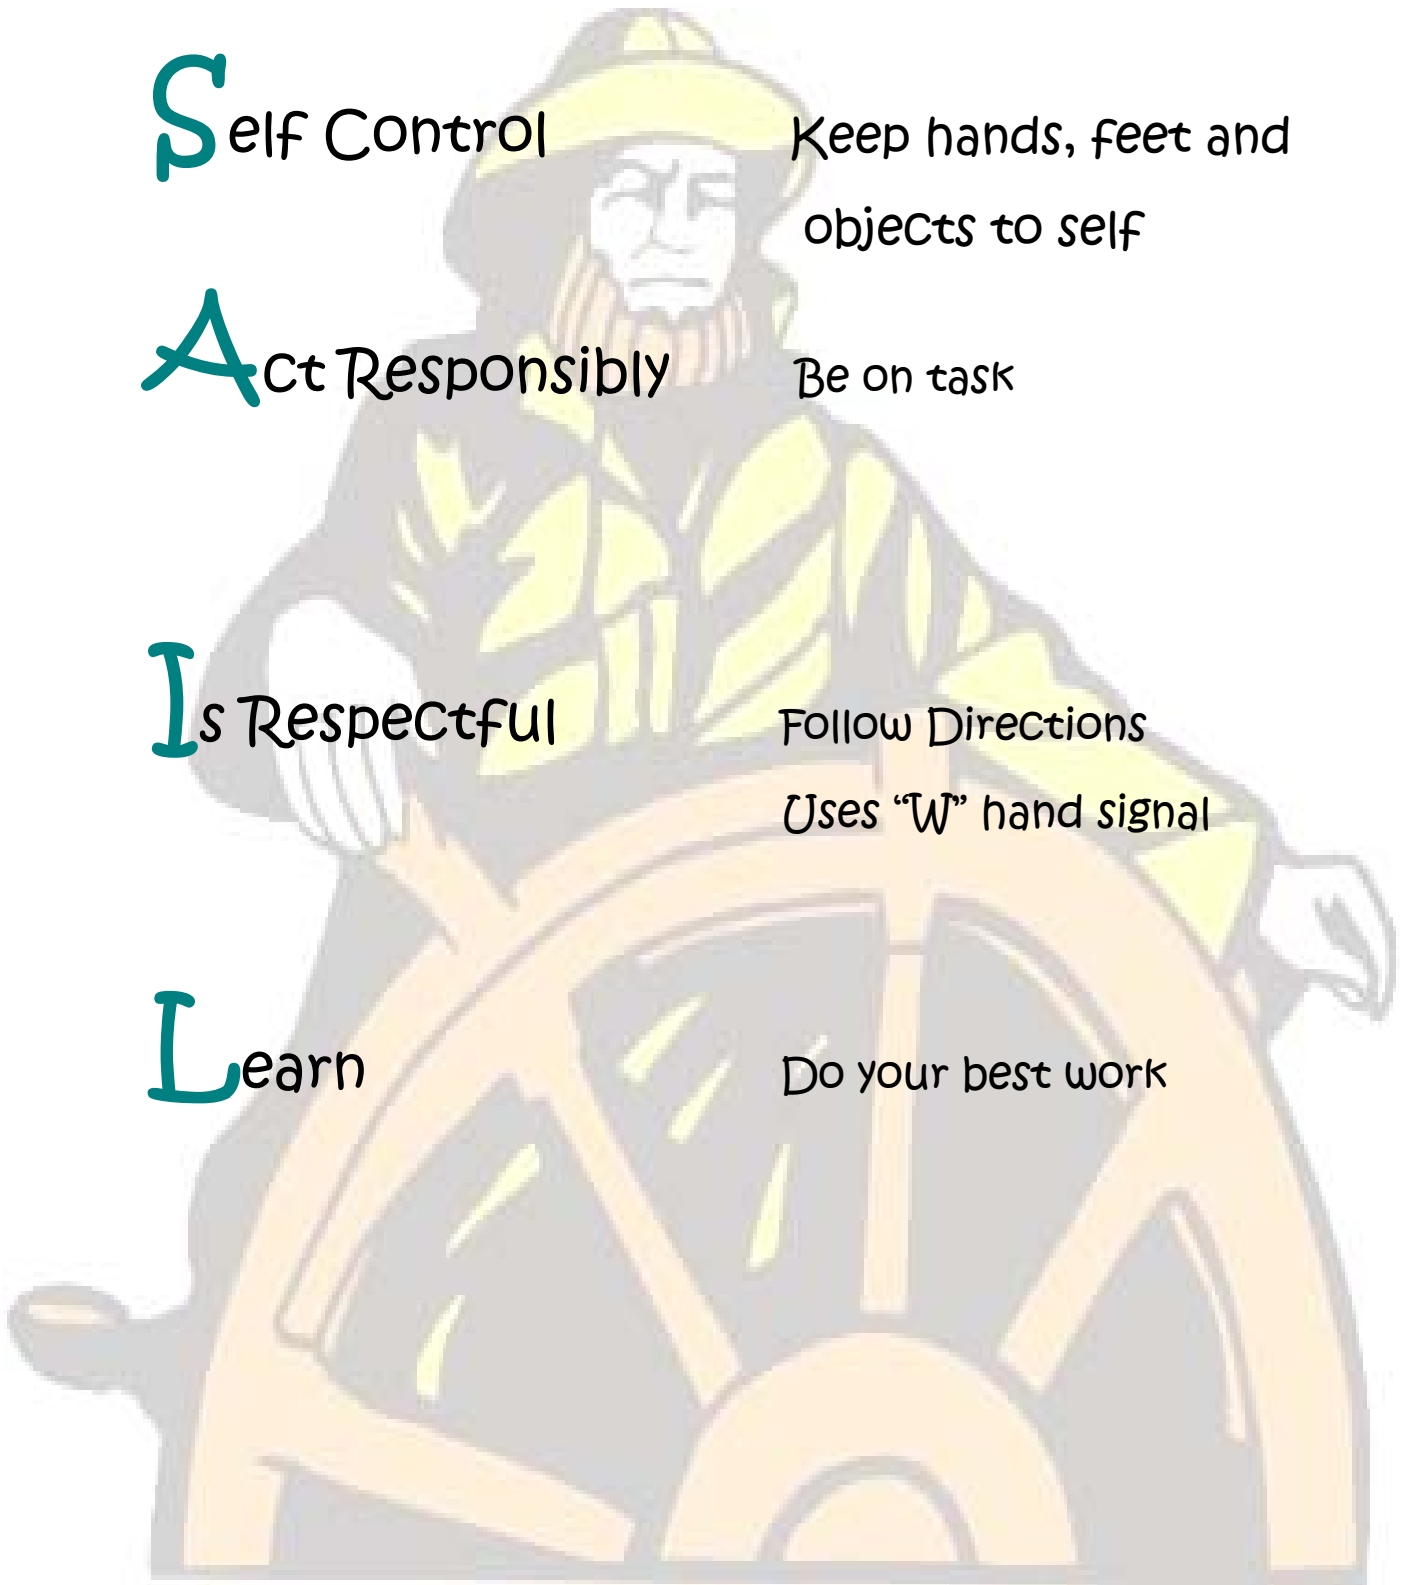 Self Control Keep hands, feet and
objects to self
Act Responsibly Be on task
Is Respectful Follow Directions
Uses “W” hand signal
Learn Do your best work